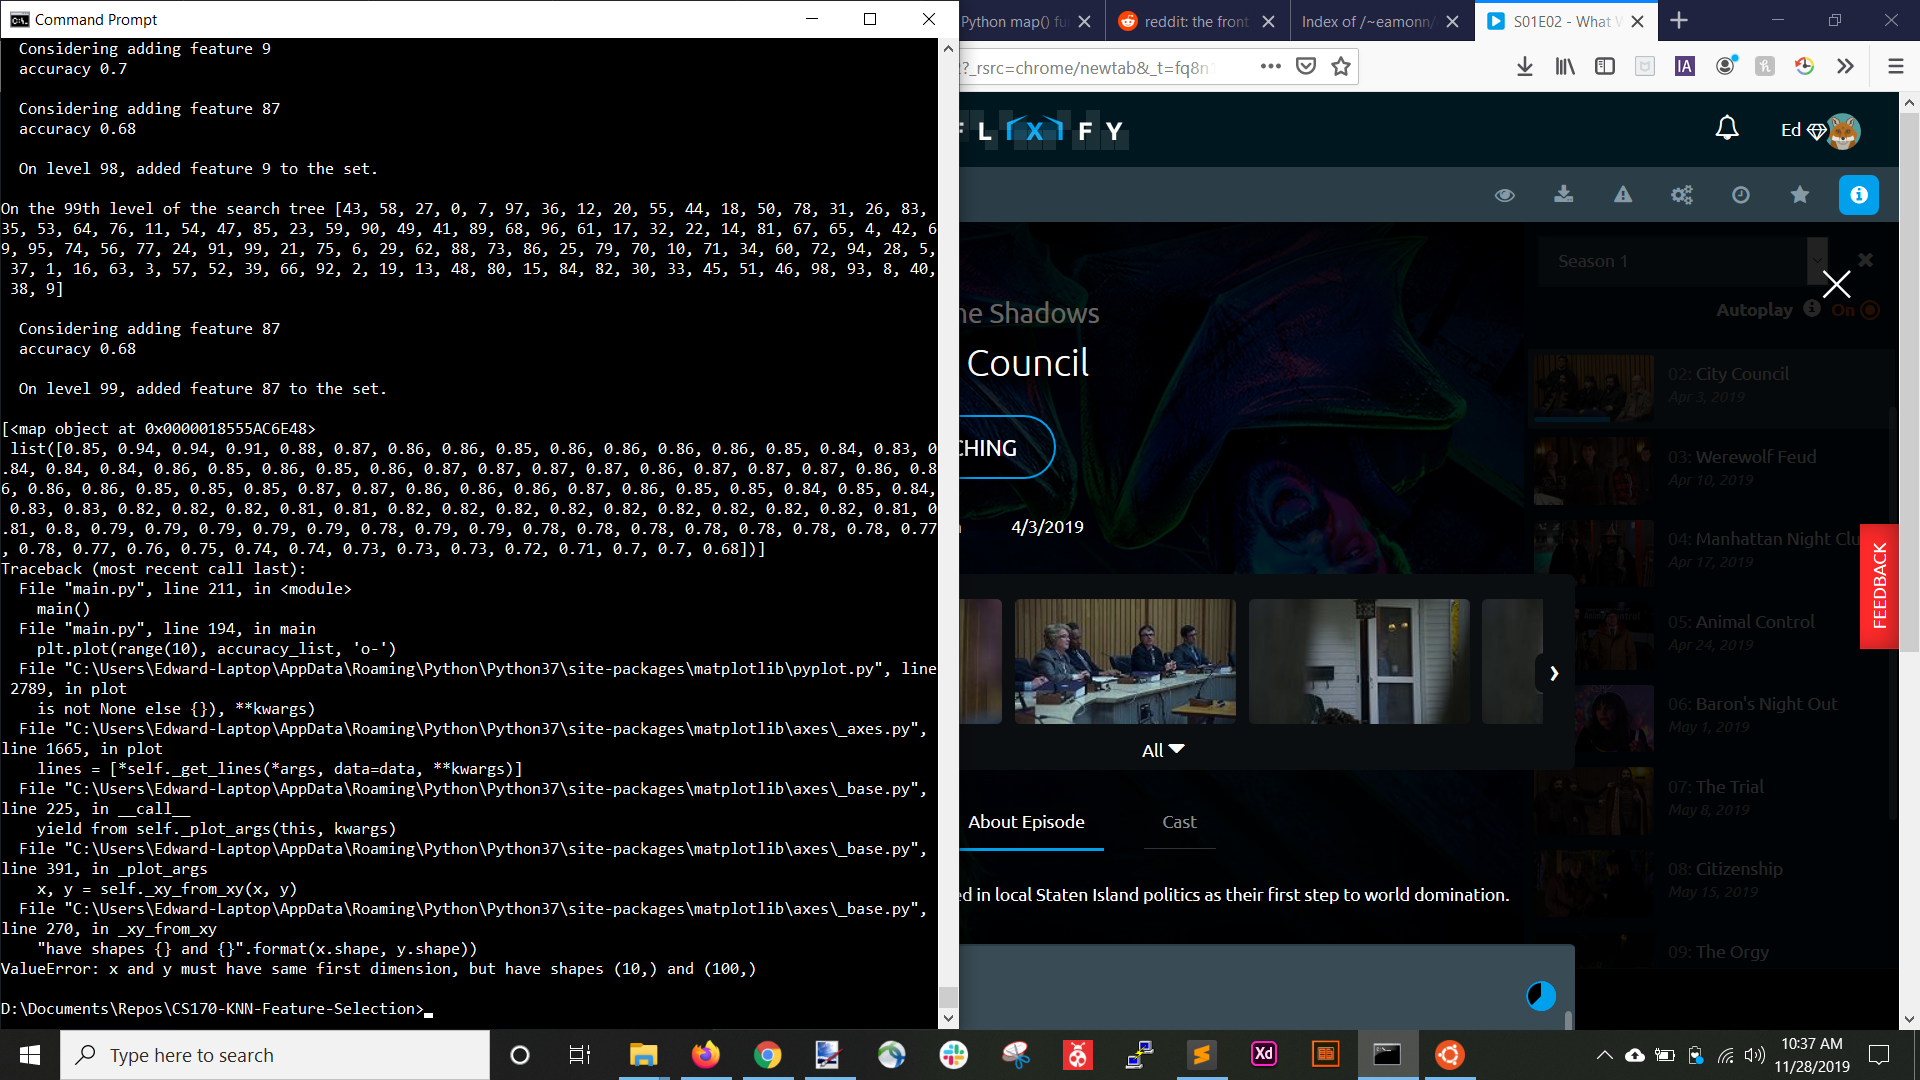 Command Prompt
Considering adding feature 9
accuracy 0.7
Considering adding feature 87
accuracy 0.68
On level 98, added feature 9 to the set.
On the 99th level of the search tree [43, 58, 27, 0, 7, 97, 36, 12, 20, 55, 44, 18, 50, 78, 31, 26, 83,
35, 53, 64, 76, 11, 54, 47, 85, 23, 59, 90, 49, 41, 89, 68, 96, 61, 17, 32, 22, 14, 81, 67, 65, 4, 42, 6
9, 95, 74, 56, 77, 24, 91, 99, 21, 75, 6, 29, 62, 88, 73, 86, 25, 79, 70, 10, 71, 34, 60, 72, 94, 28, 5,
37, 1, 16, 63, 3, 57, 52, 39, 66, 92, 2, 19, 13, 48, 80, 15, 84, 82, 30, 33, 45, 51, 46, 98, 93, 8, 40,
38, 9]
Considering adding feature 87
accuracy 0.68
On level 99, added feature 87 to the set.
[<map object at 0x0000018555AC6E48>
list([0.85, 0.94, 0.94, 0.91, 0.88, 0.87, 0.86, 0.86, 0.85, 0.86, 0.86, 0.86, 0.86, 0.85, 0.84, 0.83, 0
.84, 0.84, 0.84, 0.86, 0.85, 0.86, 0.85, 0.86, 0.87, 0.87, 0.87, 0.87, 0.86, 0.87, 0.87, 0.87, 0.86, 0.8
6, 0.86, 0.86, 0.85, 0.85, 0.85, 0.87, 0.87, 0.86, 0.86, 0.86, 0.87, 0.86, 0.85, 0.85, 0.84, 0.85, 0.84,
0.83, 0.83, 0.82, 0.82, 0.82, 0.81, 0.81, 0.82, 0.82, 0.82, 0.82, 0.82, 0.82, 0.82, 0.82, 0.82, 0.81, 0
.81, 0.8, 0.79, 0.79, 0.79, 0.79, 0.79, 0.78, 0.79, 0.79, 0.78, 0.78, 0.78, 0.78, 0.78, 0.78, 0.78, 0.77
, 0.78, 0.77, 0.76, 0.75, 0.74, 0.74, 0.73, 0.73, 0.73, 0.72, 0.71, 0.7, 0.7, 0.68])]
Traceback (most recent call last):
File "main.py", line 211, in <module>
main()
File "main.py", line 194, in main
plt.plot(range(10), accuracy_list, 'o-')
File "C:\Users\Edward-Laptop\AppData\Roaming\Python\Python37\site-packages\matplotlib\pyplot.py", line
2789, in plot
is not None else {}), **kwargs)
File "C:\Users\Edward-Laptop\AppData\Roaming\Python\Python37\site-packages\matplotlib\axes\_axes.py",
line 1665, in plot
lines = [*self._get_lines(*args, data=data, **kwargs)]
File "C:\Users\Edward-Laptop\AppData\Roaming\Python\Python37\site-packages\matplotlib\axes\_base.py",
line 225, in __call__
yield from self._plot_args(this, kwargs)
File "C:\Users\Edward-Laptop\AppData\Roaming\Python\Python37\site-packages\matplotlib\axes\_base.py",
line 391, in _plot_args
x, y = self._xy_from_xy(x, y)
File "C:\Users\Edward-Laptop\AppData\Roaming\Python\Python37\site-packages\matplotlib\axes\_base.py",
line 270, in _xy_from_xy
"have shapes {} and {}".format(x.shape, y.shape))
ValueError: x and y must have same first dimension, but have shapes (10,) and (100,)
D:\Documents\Repos\CS170-KNN-Feature-Selection>
Python map() fu
reddit: the front
Index of /~eamonn/
S01E02 - What W
?_rsrc=chrome/newtab&_t=fq8n
IA
FLIXIFY
Ed
Season 1
Autoplay On
he Shadows
Council
CHING
4/3/2019
02: City Council
Apr 3, 2019
03: Werewolf Feud
Apr 10, 2019
04: Manhattan Night Clu
Apr 17, 2019
05: Animal Control
Apr 24, 2019
06: Baron's Night Out
May 1, 2019
07: The Trial
May 8, 2019
08: Citizenship
May 15, 2019
09: The Orgy
FEEDBACK
All
About Episode
Cast
ed in local Staten Island politics as their first step to world domination.
Type here to search
Xd
10:37 AM
11/28/2019